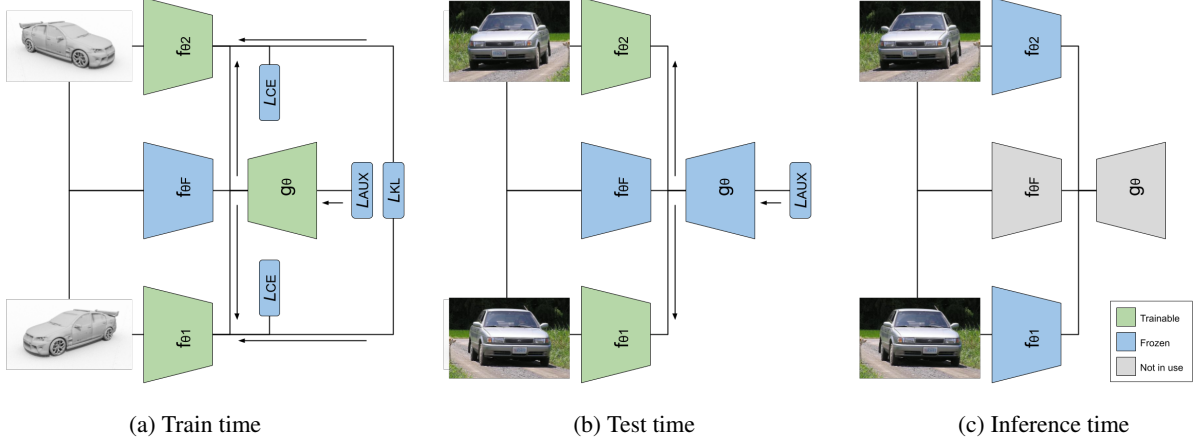 fθ2
LCE
fθF
gθ
LAUX
LKL
LCE
fθ1
(a) Train time
fθ2
fθF
gθ
LAUX
fθ1
(b) Test time
fθ2
fθF
gθ
fθ1
Trainable
Frozen
Not in use
(c) Inference time